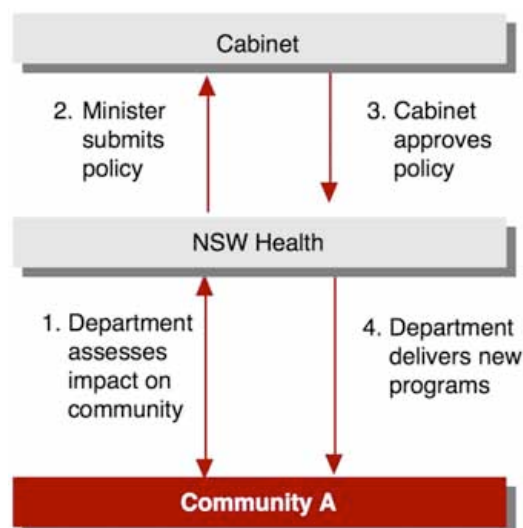 Cabinet
2. Minister
submits
policy
3. Cabinet
approves
policy
NSW Health
1. Department
assesses
impact on
community
4. Department
delivers new
programs
Community A